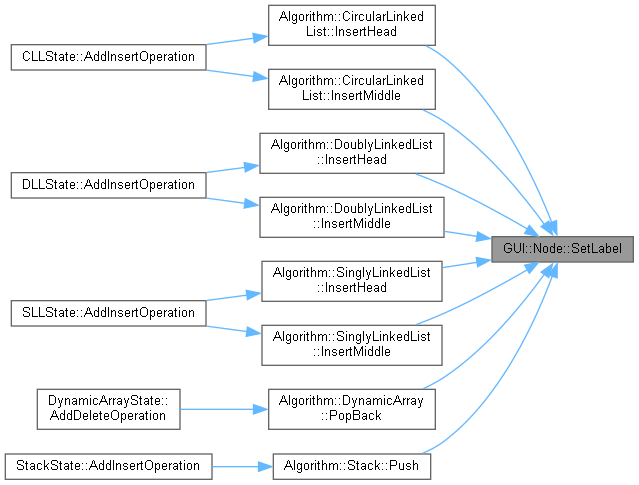 Algorithm::CircularLinked
List::InsertHead
CLLState::AddInsertOperation
Algorithm::CircularLinked
List::InsertMiddle
Algorithm::DoublyLinkedList
::InsertHead
DLLState::AddInsertOperation
Algorithm::DoublyLinkedList
::InsertMiddle
GUI::Node::SetLabel
Algorithm::SinglyLinkedList
::InsertHead
SLLState::AddInsertOperation
Algorithm::SinglyLinkedList
::InsertMiddle
DynamicArrayState::
AddDeleteOperation
Algorithm::DynamicArray
::PopBack
StackState::AddInsertOperation
Algorithm::Stack::Push